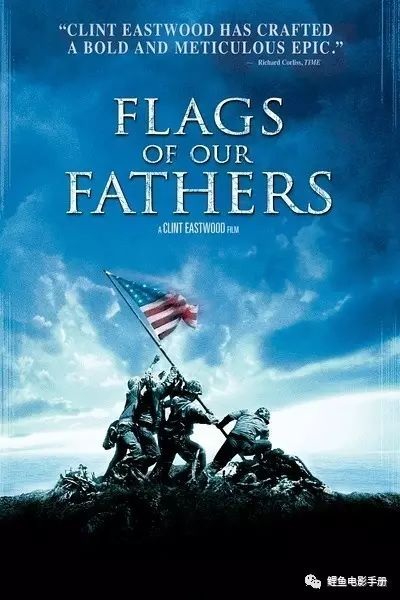 “CLINT EASTWOOD HAS CRAFTED
A BOLD AND METICULOUS EPIC.”
— Richard Corliss, TIME
FLAGS
OF OUR
FATHERS
A CLINT EASTWOOD FILM
鲤鱼电影手册